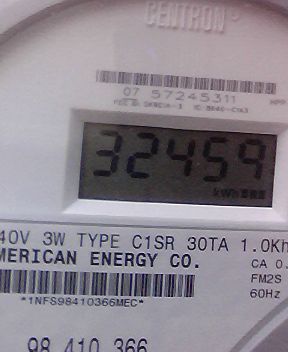 CENTRON®
07 57245311
32459
kWh
40V 3W TYPE C1SR 30TA 1.0Kh
MERICAN ENERGY CO.
CA 0.
FM2S
*1NFS98410366MEC*
60Hz
98 410 366